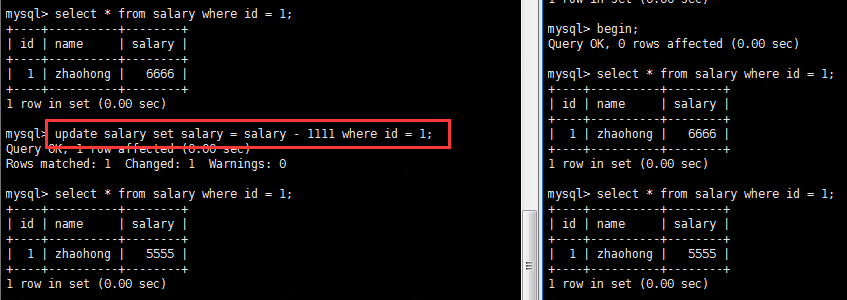 mysql> select * from salary where id = 1;
+----+----------+--------+
| id | name     | salary |
+----+----------+--------+
|  1 | zhaohong |   6666 |
+----+----------+--------+
1 row in set (0.00 sec)
mysql> update salary set salary = salary - 1111 where id = 1;
Query OK, 1 row affected (0.00 sec)
Rows matched: 1  Changed: 1  Warnings: 0
mysql> select * from salary where id = 1;
+----+----------+--------+
| id | name     | salary |
+----+----------+--------+
|  1 | zhaohong |   5555 |
+----+----------+--------+
1 row in set (0.00 sec)
mysql> begin;
Query OK, 0 rows affected (0.00 sec)
mysql> select * from salary where id = 1;
+----+----------+--------+
| id | name     | salary |
+----+----------+--------+
|  1 | zhaohong |   6666 |
+----+----------+--------+
1 row in set (0.00 sec)
mysql> select * from salary where id = 1;
+----+----------+--------+
| id | name     | salary |
+----+----------+--------+
|  1 | zhaohong |   5555 |
+----+----------+--------+
1 row in set (0.00 sec)